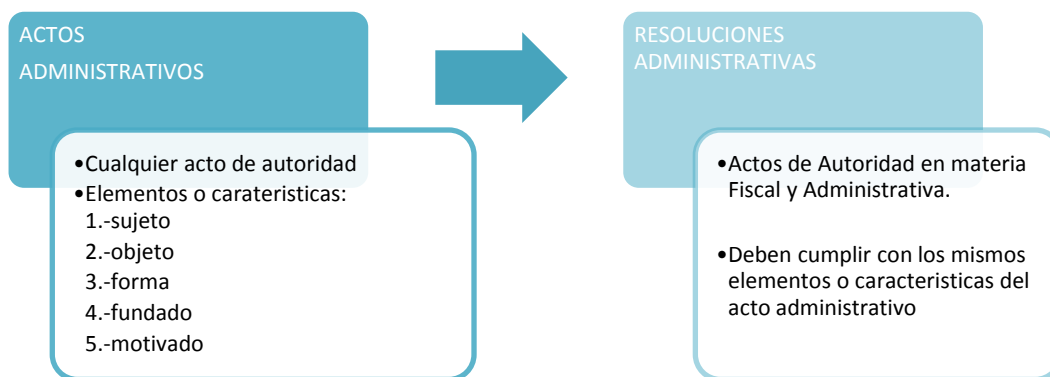 ACTOS
ADMINISTRATIVOS
•Cualquier acto de autoridad
•Elementos o carateristicas:
1.-sujeto
2.-objeto
3.-forma
4.-fundado
5.-motivado
RESOLUCIONES
ADMINISTRATIVAS
•Actos de Autoridad en materia
Fiscal y Administrativa.
•Deben cumplir con los mismos
elementos o caracteristicas del
acto administrativo